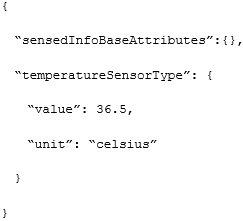 {
“sensedInfoBaseAttributes”:{},
“temperatureSensorType”: {
“value”: 36.5,
“unit”: “celsius”
}
}